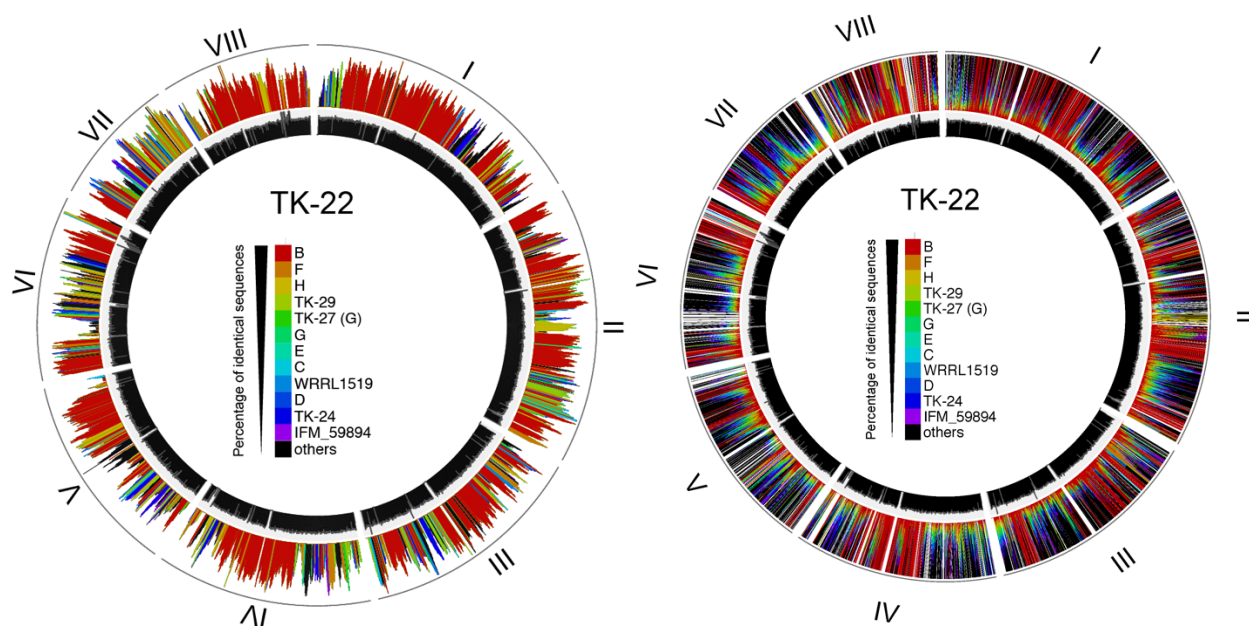 VIII
I
VII
II
VI
III
V
IV
TK-22
Percentage of identical sequences
B
F
H
TK-29
TK-27 (G)
G
E
C
WRRL1519
D
TK-24
IFM_59894
others
VIII
I
VII
II
VI
III
V
IV
TK-22
Percentage of identical sequences
B
F
H
TK-29
TK-27 (G)
G
E
C
WRRL1519
D
TK-24
IFM_59894
others